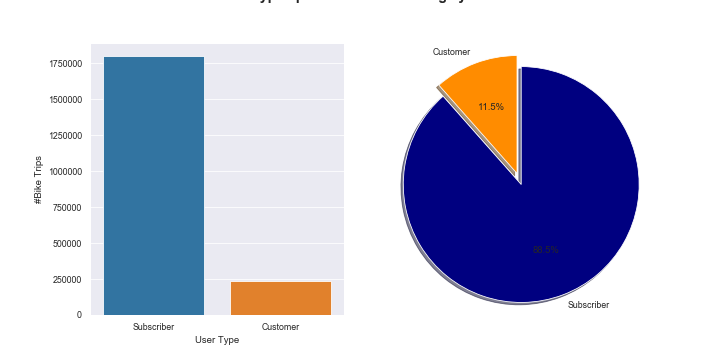 1750000
1500000
1250000
1000000
750000
500000
250000
0
#Bike Trips
Subscriber
Customer
User Type
Customer
11.5%
88.5%
Subscriber